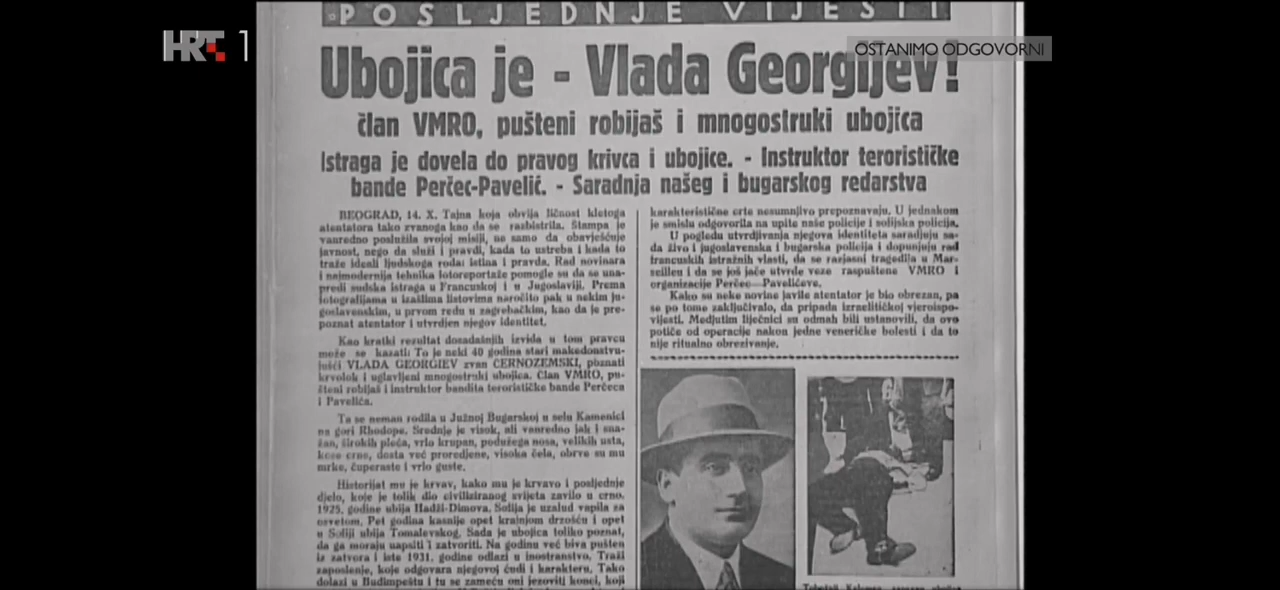 POSLJEDNJE VIJESTI
HRT 1
OSTANIMO ODGOVORNI
Ubojica je - Vlada Georgijev!
član VMRO, pušteni robijaš i mnogostruki ubojica
Istraga je dovela do pravog krivca i ubojice. - Instruktor terorističke
bande Perčec-Pavelić. - Saradnja našeg i bugarskog redarstva
BEOGRAD, 14. X. Tajna koja obvija ličnost kletoga
atentatora tako zvanoga kao da se razbistrila. Štampa je
vanredno poslužila svojoj misiji, ne samo da obavješćuje
javnost, nego da služi i pravdi, kada to ustreba i kada to
traže ideali ljudskoga roda: istina i pravda. Rad novinara
i najmodernija tehnika fotoreportaže pomogle su da se una-
predi sudska istraga u Francuskoj i u Jugoslaviji. Prema
fotografijama u izašlima listovima naročito pak u nekim ju-
goslavenskim, u prvom redu u zagrebačkim, kao da je pre-
poznat atentator i utvrdjen njegov identitet.
Kao kratki rezultat dosadašnjih izvida u tom pravcu
može se kazati: To je neki 40 godina stari makedonstvu-
jušći VLADA GEORGIEV zvan ČERNOZEMSKI, poznati
krvolok i uglavljeni mnogostruki ubojica. Član VMRO, pu-
šteni robijaš i instruktor bandita terorističke bande Perčeca
i Pavelića.
Ta se neman rodila u Južnoj Bugarskoj u selu Kamenici
na gori Rhodope. Srednje je visok, ali vanredno jak i sna-
žan, širokih pleća, vrlo krupan, podužega nosa, velikih usta,
kose crne, dosta već proredjene, visoka čela, obrve su mu
mrke, čuperaste i vrlo guste.
Historijat mu je krvav, kako mu je krvavo i posljednje
djelo, koje je tolik dio civiliziranog svijeta zavilo u crno.
1925. godine ubija Hadži-Dimova. Sofija je uzalud vapila za
osvetom. Pet godina kasnije opet krajnjom drzošću i opet
u Sofiji ubija Tomalevskog. Sada je ubojica toliko poznat,
da ga moraju uapsiti i zatvoriti. Na godinu već biva pušten
iz zatvora i iste 1931. godine odlazi u inostranstvo. Traži
zaposlenje, koje odgovara njegovoj ćudi i karakteru. Tako
dolazi u Budimpeštu i tu se zameću oni jezoviti konci, koji
karakteristične crte nesumnjivo prepoznavaju. U jednakom
je smislu odgovorila na upite naše policije i sofijska policija.
U pogledu utvrdjivanja njegova identiteta saradjuju sa-
da živo i jugoslavenska i bugarska policija i dopunjuju rad
francuskih istražnih vlasti, da se razjasni tragedija u Mar-
seilleu i da se još jače utvrde veze raspuštene VMRO i
organizacije Perčec—Pavelićeve.
Kako su neke novine javile atentator je bio obrezan, pa
se po tome zaključivalo, da pripada izraelitičkoj vjeroispo-
vijesti. Medjutim liječnici su odmah bili ustanovili, da ovo
potiče od operacije nakon jedne veneričke bolesti i da to
nije ritualno obrezivanje.